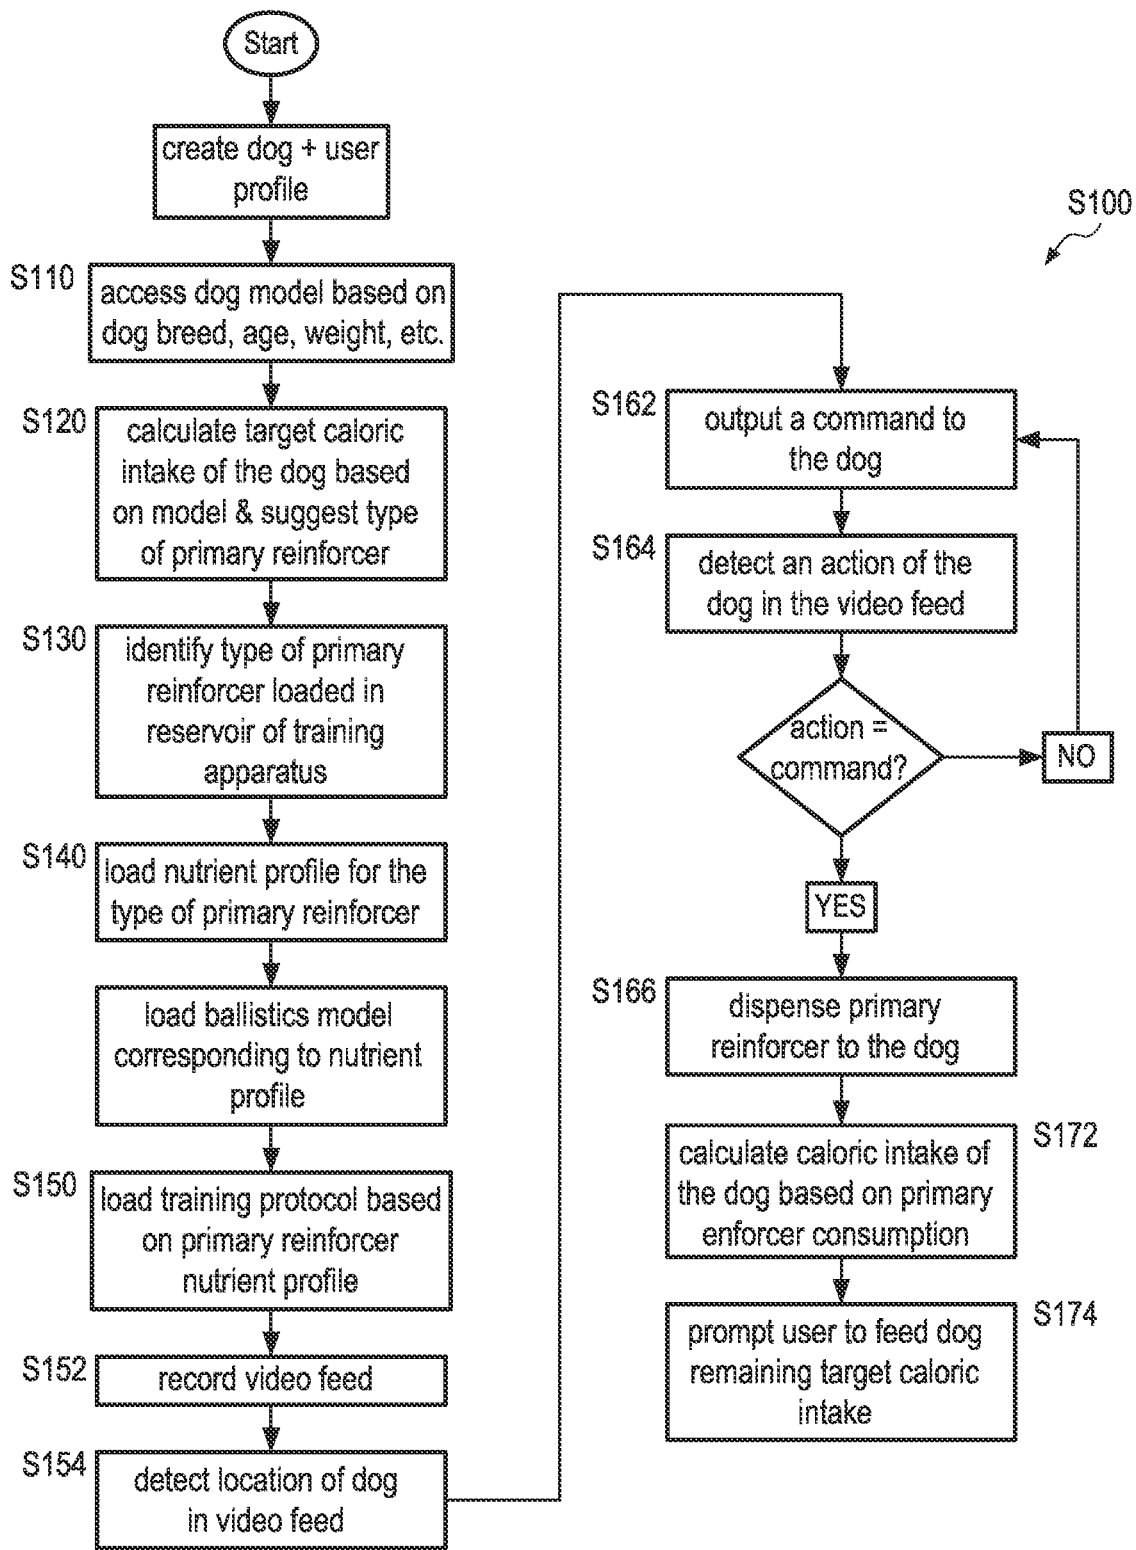 Start
create dog + user
profile
S110
access dog model based on
dog breed, age, weight, etc.
S120
calculate target caloric
intake of the dog based
on model & suggest type
of primary reinforcer
S130
identify type of primary
reinforcer loaded in
reservoir of training
apparatus
S140
load nutrient profile for the
type of primary reinforcer
load ballistics model
corresponding to nutrient
profile
S150
load training protocol based
on primary reinforcer
nutrient profile
S152
record video feed
S154
detect location of dog
in video feed
S100
S162
output a command to
the dog
S164
detect an action of the
dog in the video feed
action =
command?
NO
YES
S166
dispense primary
reinforcer to the dog
S172
calculate caloric intake of
the dog based on primary
enforcer consumption
S174
prompt user to feed dog
remaining target caloric
intake